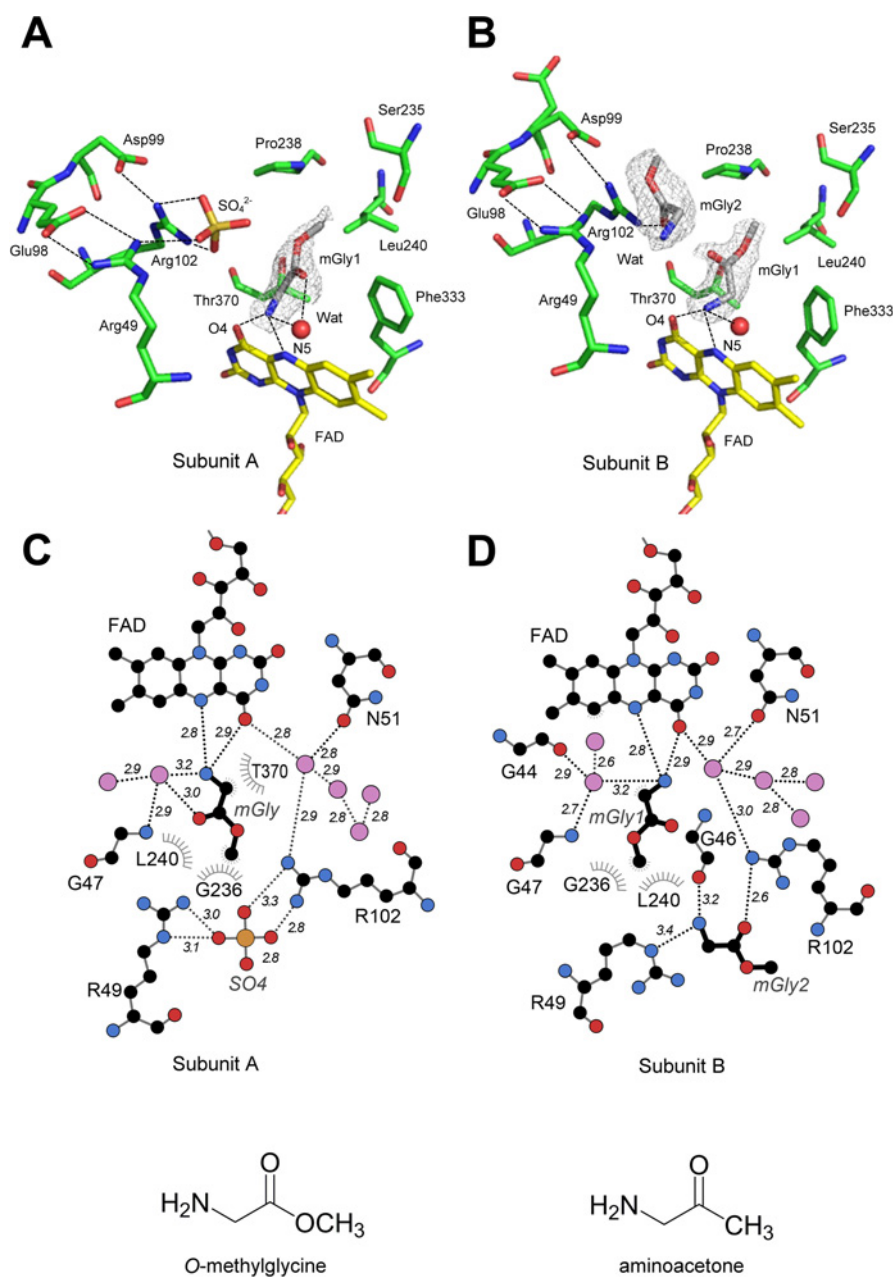 A
B
Asp99
Pro238
Ser235
SO₄²⁻
Glu98
Arg102
Leu240
Thr370
Arg49
Wat
O4
N5
Phe333
FAD
Subunit A
Asp99
Pro238
Ser235
mGly2
Glu98
Arg102
Wat
mGly1
Leu240
Thr370
Arg49
O4
N5
Phe333
FAD
Subunit B
C
D
FAD
N51
2.8
2.9
2.8
2.8
2.9
3.2
T370
2.9
mGly
3.0
2.9
2.8
2.8
2.9
L240
G47
G236
3.3
R102
3.0
2.8
3.1
2.8
R49
SO4
Subunit A
FAD
N51
2.7
G44
2.6
2.8
2.9
2.9
2.9
2.8
2.9
3.2
2.8
2.7
mGly1
G46
3.0
G47
G236
L240
3.2
2.6
R102
3.4
R49
mGly2
Subunit B
O
H₂N
OCH₃
O-methylglycine
O
H₂N
CH₃
aminoacetone